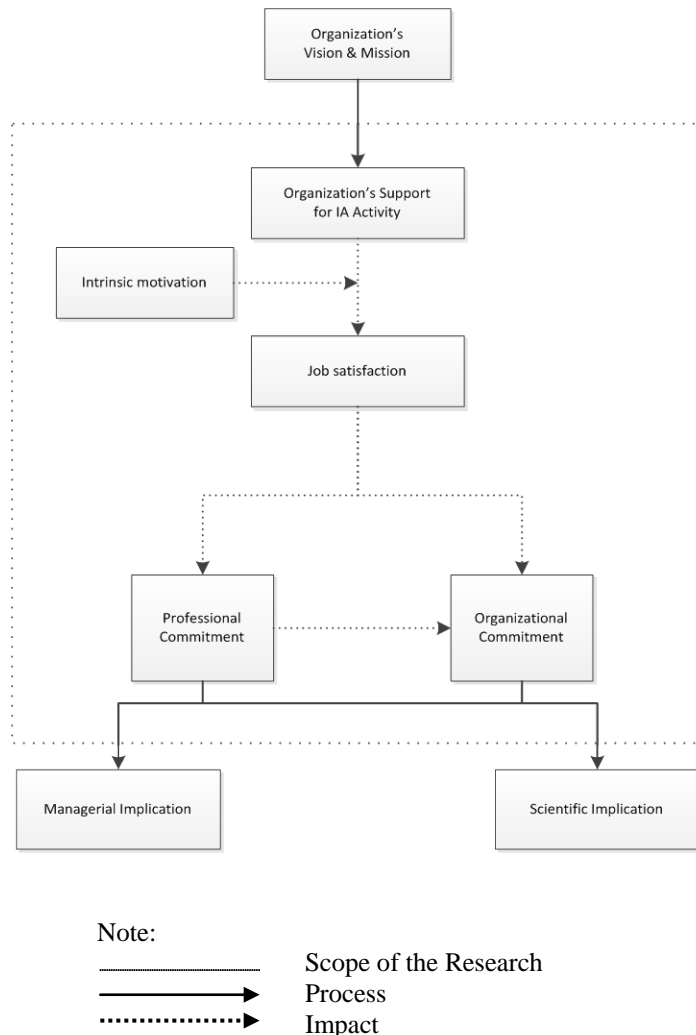 Organization's
Vision & Mission
Organization's Support
for IA Activity
Intrinsic motivation
Job satisfaction
Professional
Commitment
Organizational
Commitment
Managerial Implication
Scientific Implication
Note:
Scope of the Research
Process
Impact